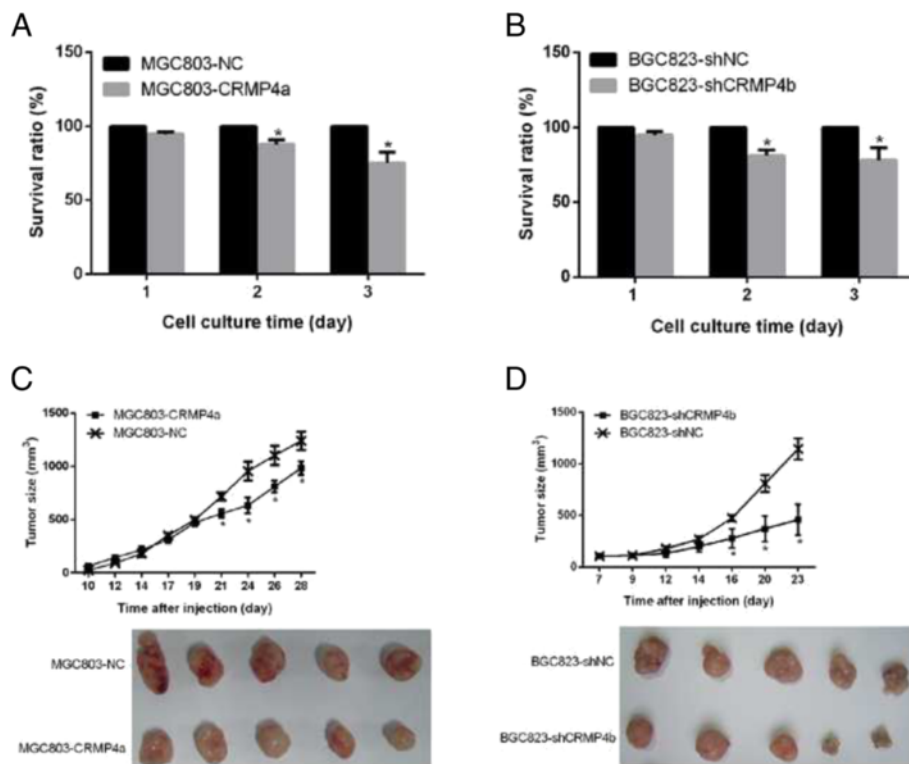 A
150
100
50
0
Survival ratio (%)
MGC803-NC
MGC803-CRMP4a
*
*
1 2 3
Cell culture time (day)
B
150
100
50
0
Survival ratio (%)
BGC823-shNC
BGC823-shCRMP4b
*
*
1 2 3
Cell culture time (day)
C
MGC803-CRMP4a
MGC803-NC
1500
1000
500
0
Tumor size (mm³)
* * * *
10 12 14 17 19 21 24 26 28
Time after injection (day)
MGC803-NC
MGC803-CRMP4a
D
BGC823-shCRMP4b
BGC823-shNC
1500
1000
500
0
Tumor size (mm³)
* * *
7 9 12 14 16 20 23
Time after injection (day)
BGC823-shNC
BGC823-shCRMP4b